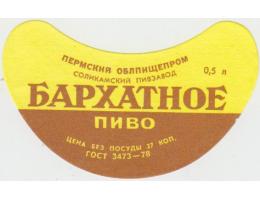 ПЕРМСКИЙ ОБЛПИЩЕПРОМ
СОЛИКАМСКИЙ ПИВЗАВОД
0,5 л
БАРХАТНОЕ
ПИВО
ЦЕНА БЕЗ ПОСУДЫ 37 КОП.
ГОСТ 3473—78